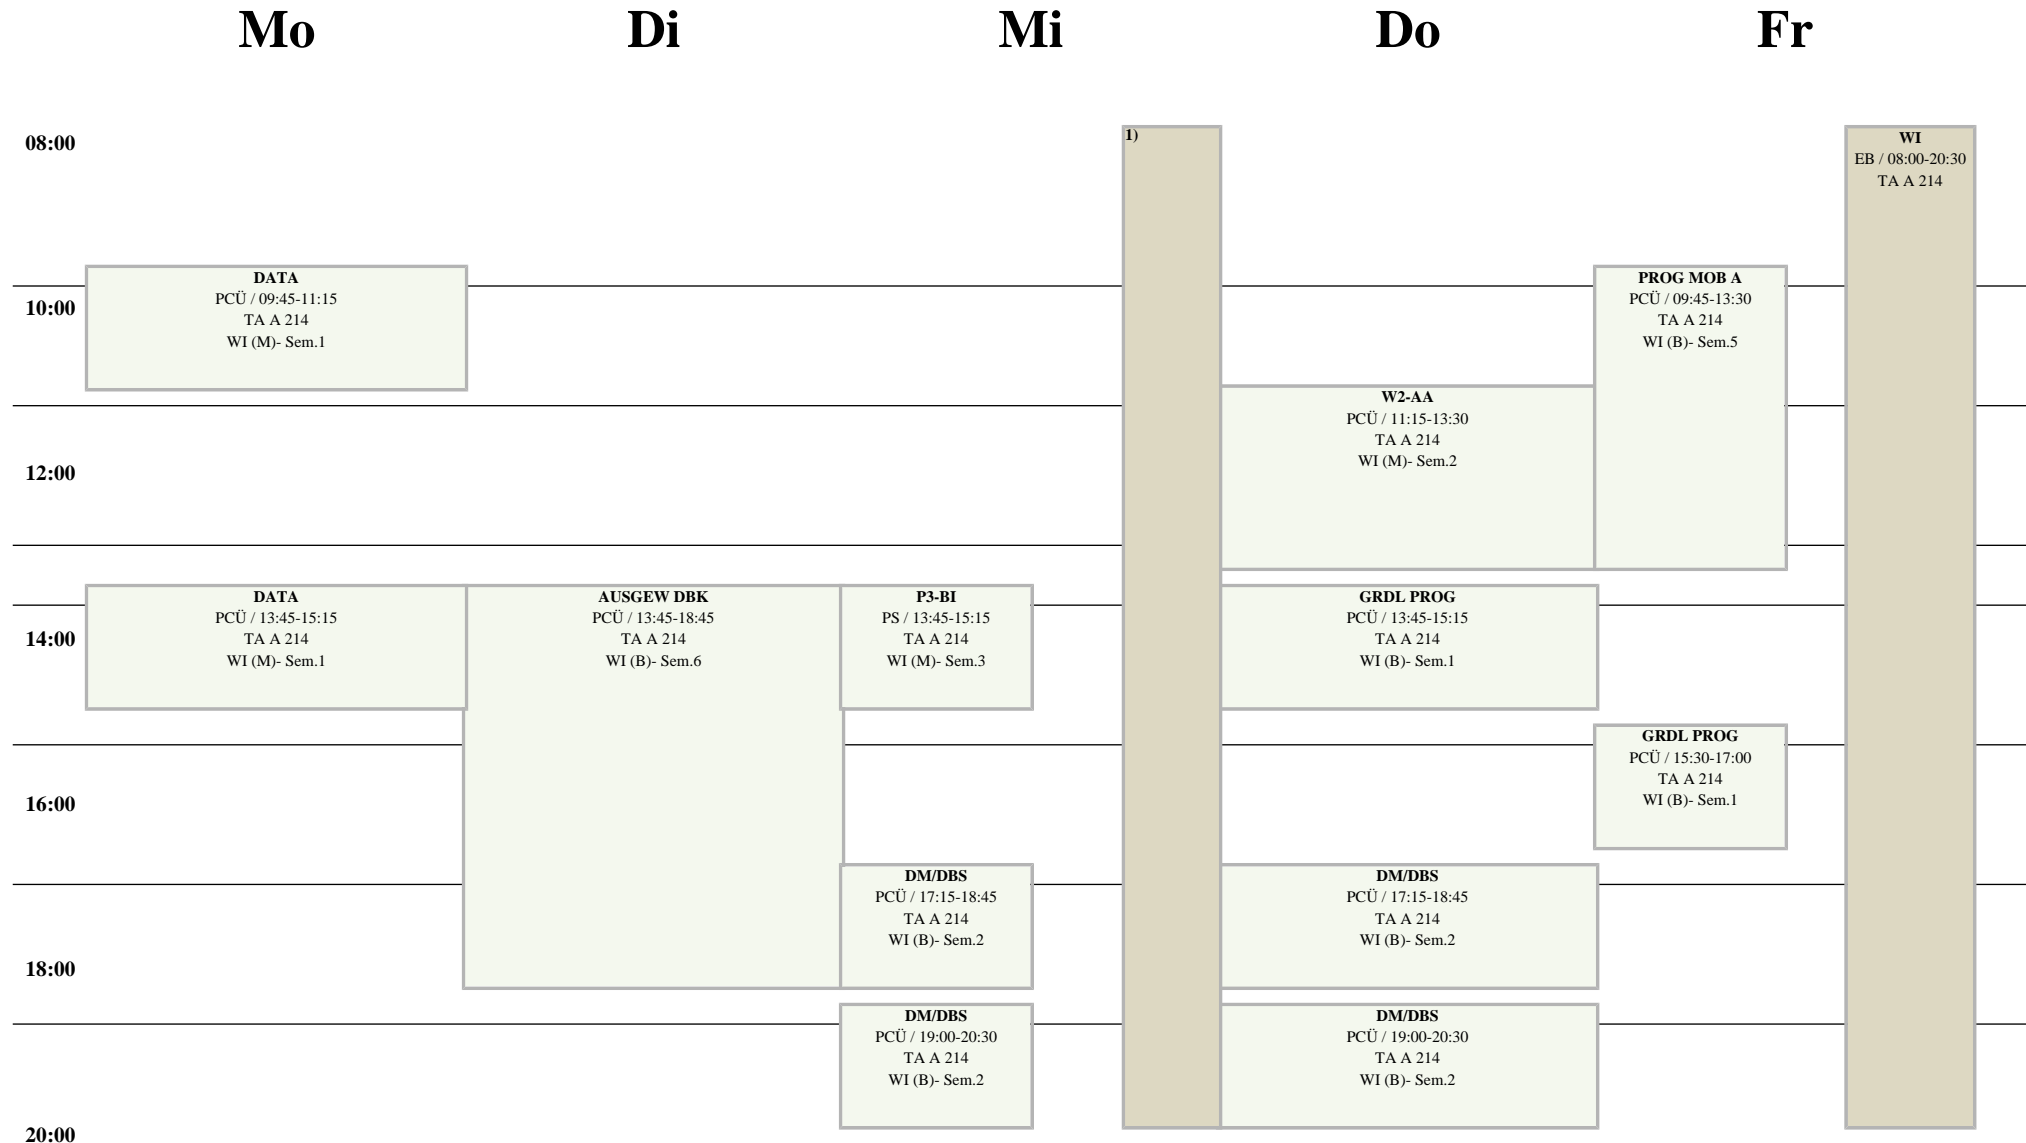 Mo
Di
Mi
Do
Fr
08:00
10:00
12:00
14:00
16:00
18:00
20:00
DATA
PCÜ / 09:45-11:15
TA A 214
WI (M)- Sem.1
DATA
PCÜ / 13:45-15:15
TA A 214
WI (M)- Sem.1
AUSGEW DBK
PCÜ / 13:45-18:45
TA A 214
WI (B)- Sem.6
P3-BI
PS / 13:45-15:15
TA A 214
WI (M)- Sem.3
DM/DBS
PCÜ / 17:15-18:45
TA A 214
WI (B)- Sem.2
DM/DBS
PCÜ / 19:00-20:30
TA A 214
WI (B)- Sem.2
1)
W2-AA
PCÜ / 11:15-13:30
TA A 214
WI (M)- Sem.2
GRDL PROG
PCÜ / 13:45-15:15
TA A 214
WI (B)- Sem.1
DM/DBS
PCÜ / 17:15-18:45
TA A 214
WI (B)- Sem.2
DM/DBS
PCÜ / 19:00-20:30
TA A 214
WI (B)- Sem.2
PROG MOB A
PCÜ / 09:45-13:30
TA A 214
WI (B)- Sem.5
GRDL PROG
PCÜ / 15:30-17:00
TA A 214
WI (B)- Sem.1
WI
EB / 08:00-20:30
TA A 214